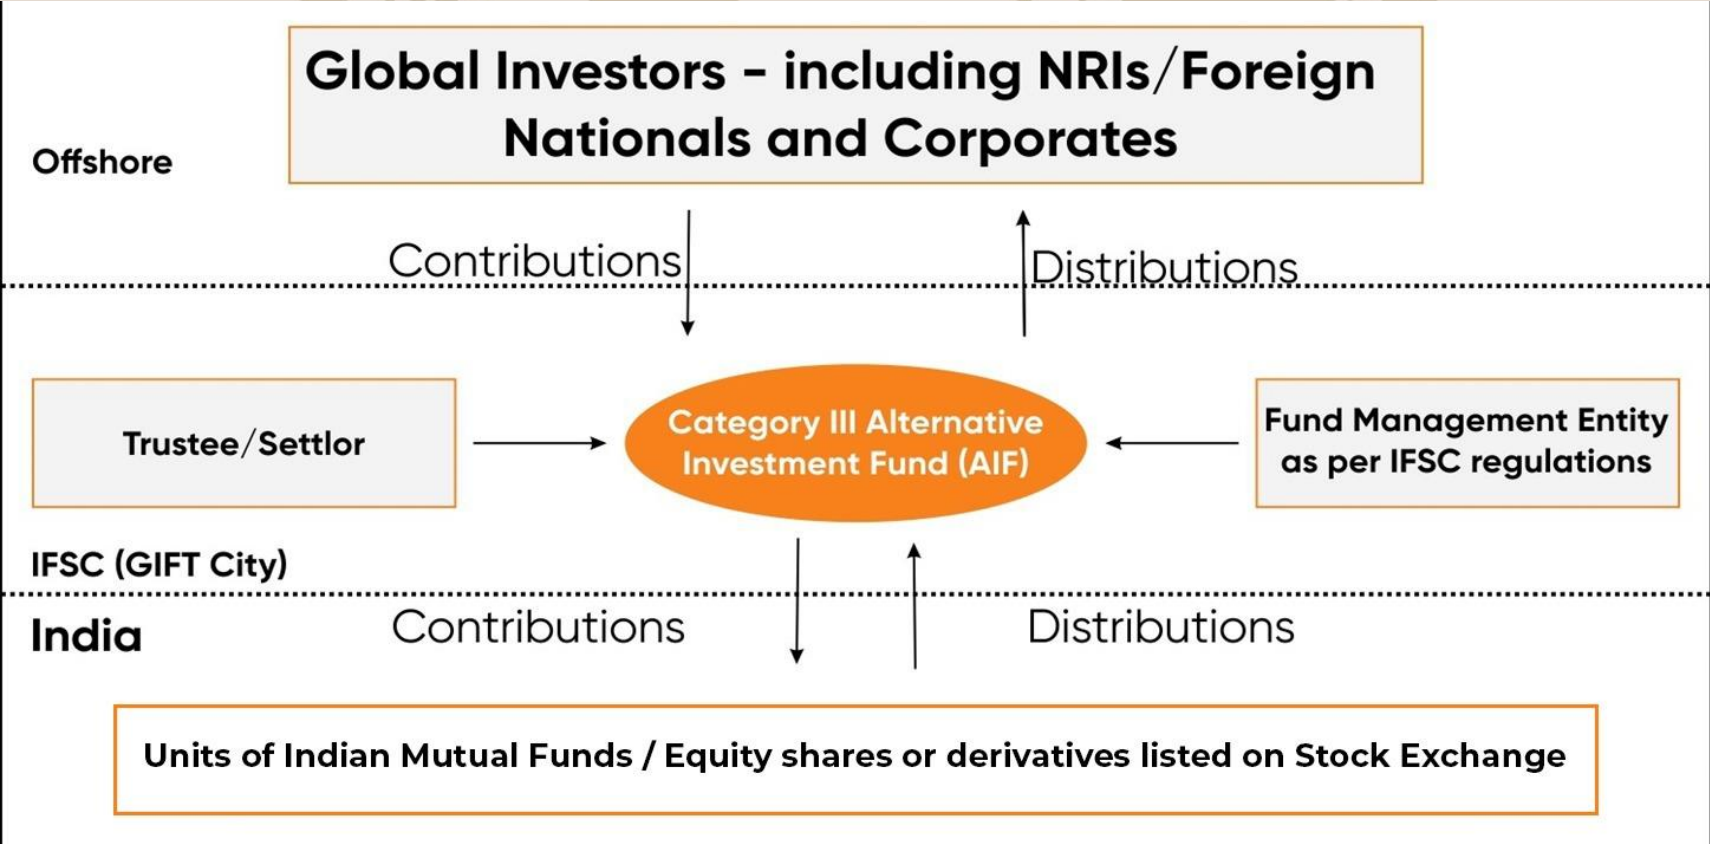 Global Investors - including NRIs/Foreign
Nationals and Corporates
Offshore
Contributions
Distributions
Trustee/Settlor
Category III Alternative
Investment Fund (AIF)
Fund Management Entity
as per IFSC regulations
IFSC (GIFT City)
India
Contributions
Distributions
Units of Indian Mutual Funds / Equity shares or derivatives listed on Stock Exchange